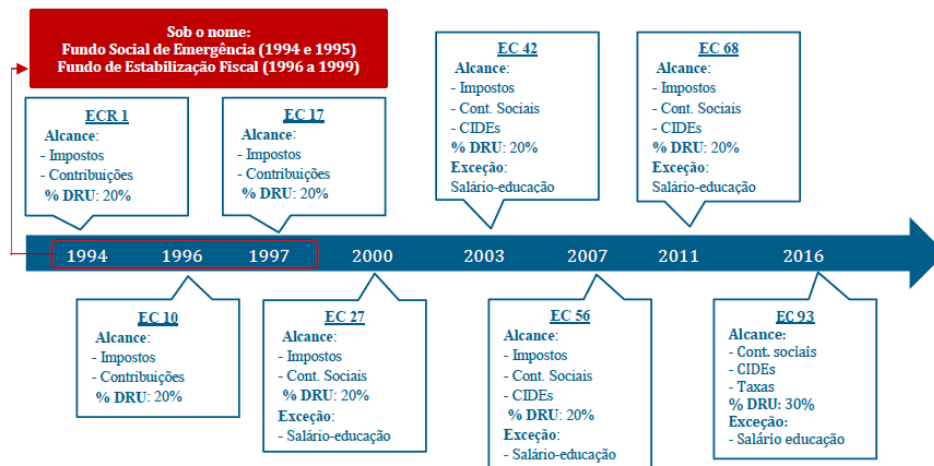 Sob o nome:
Fundo Social de Emergência (1994 e 1995)
Fundo de Estabilização Fiscal (1996 a 1999)
ECR 1
Alcance:
- Impostos
- Contribuições
% DRU: 20%
EC 17
Alcance:
- Impostos
- Contribuições
% DRU: 20%
EC 42
Alcance:
- Impostos
- Cont. Sociais
- CIDEs
% DRU: 20%
Exceção:
Salário-educação
EC 68
Alcance:
- Impostos
- Cont. Sociais
- CIDEs
% DRU: 20%
Exceção:
Salário-educação
1994 1996 1997 2000 2003 2007 2011 2016
EC 10
Alcance:
- Impostos
- Contribuições
% DRU: 20%
EC 27
Alcance:
- Impostos
- Cont. Sociais
% DRU: 20%
Exceção:
- Salário-educação
EC 56
Alcance:
- Impostos
- Cont. Sociais
- CIDEs
% DRU: 20%
Exceção:
- Salário-educação
EC 93
Alcance:
- Cont. sociais
- CIDEs
- Taxas
% DRU: 30%
Exceção:
- Salário educação